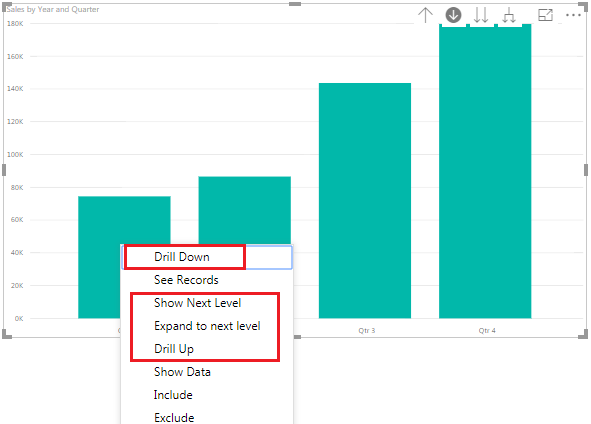 Sales by Year and Quarter
180K
160K
140K
120K
100K
80K
60K
40K
20K
0K
Qtr 3
Qtr 4
Drill Down
See Records
Show Next Level
Expand to next level
Drill Up
Show Data
Include
Exclude